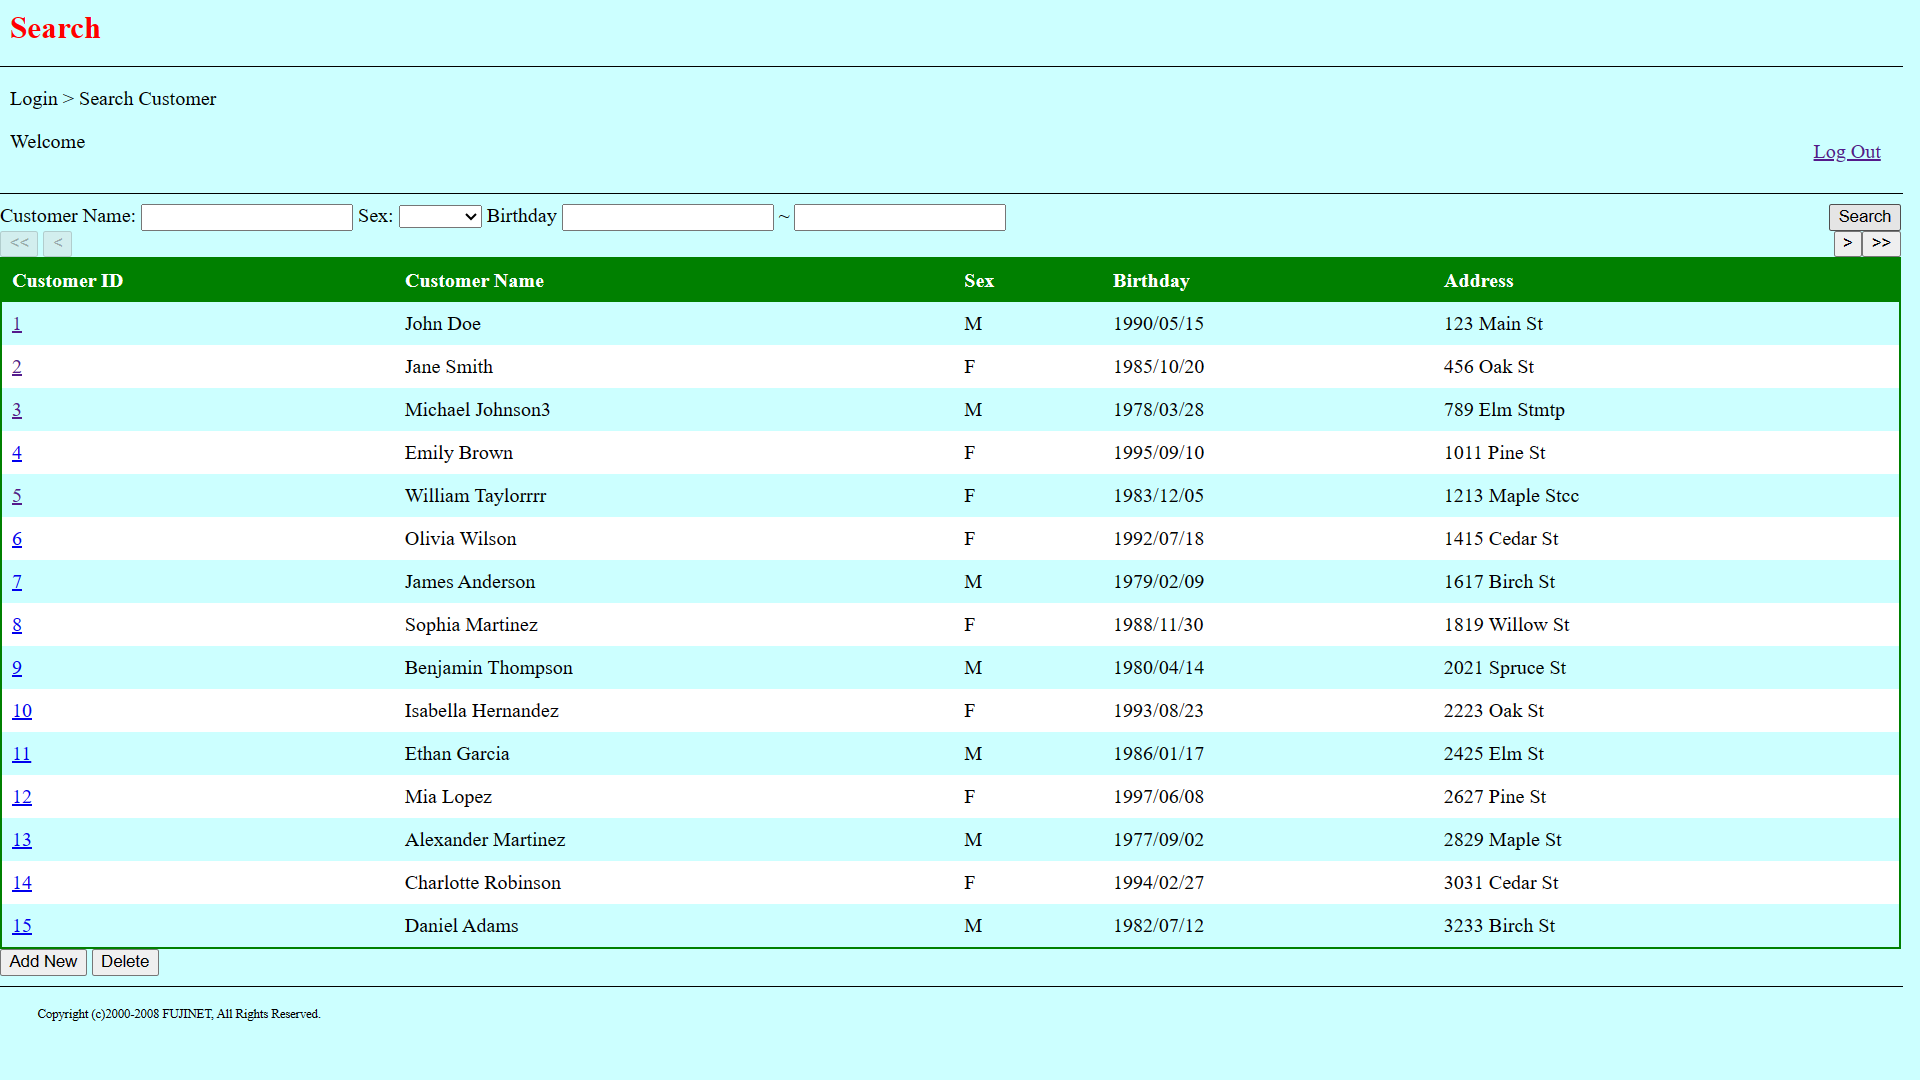 Search
Login > Search Customer
Welcome
Log Out
Customer Name: Sex: Birthday ~ Search
<< < > >>
Customer ID Customer Name Sex Birthday Address
1 John Doe M 1990/05/15 123 Main St
2 Jane Smith F 1985/10/20 456 Oak St
3 Michael Johnson3 M 1978/03/28 789 Elm Stmtp
4 Emily Brown F 1995/09/10 1011 Pine St
5 William Taylorrrr F 1983/12/05 1213 Maple Stcc
6 Olivia Wilson F 1992/07/18 1415 Cedar St
7 James Anderson M 1979/02/09 1617 Birch St
8 Sophia Martinez F 1988/11/30 1819 Willow St
9 Benjamin Thompson M 1980/04/14 2021 Spruce St
10 Isabella Hernandez F 1993/08/23 2223 Oak St
11 Ethan Garcia M 1986/01/17 2425 Elm St
12 Mia Lopez F 1997/06/08 2627 Pine St
13 Alexander Martinez M 1977/09/02 2829 Maple St
14 Charlotte Robinson F 1994/02/27 3031 Cedar St
15 Daniel Adams M 1982/07/12 3233 Birch St
Add New Delete
Copyright (c)2000-2008 FUJINET, All Rights Reserved.